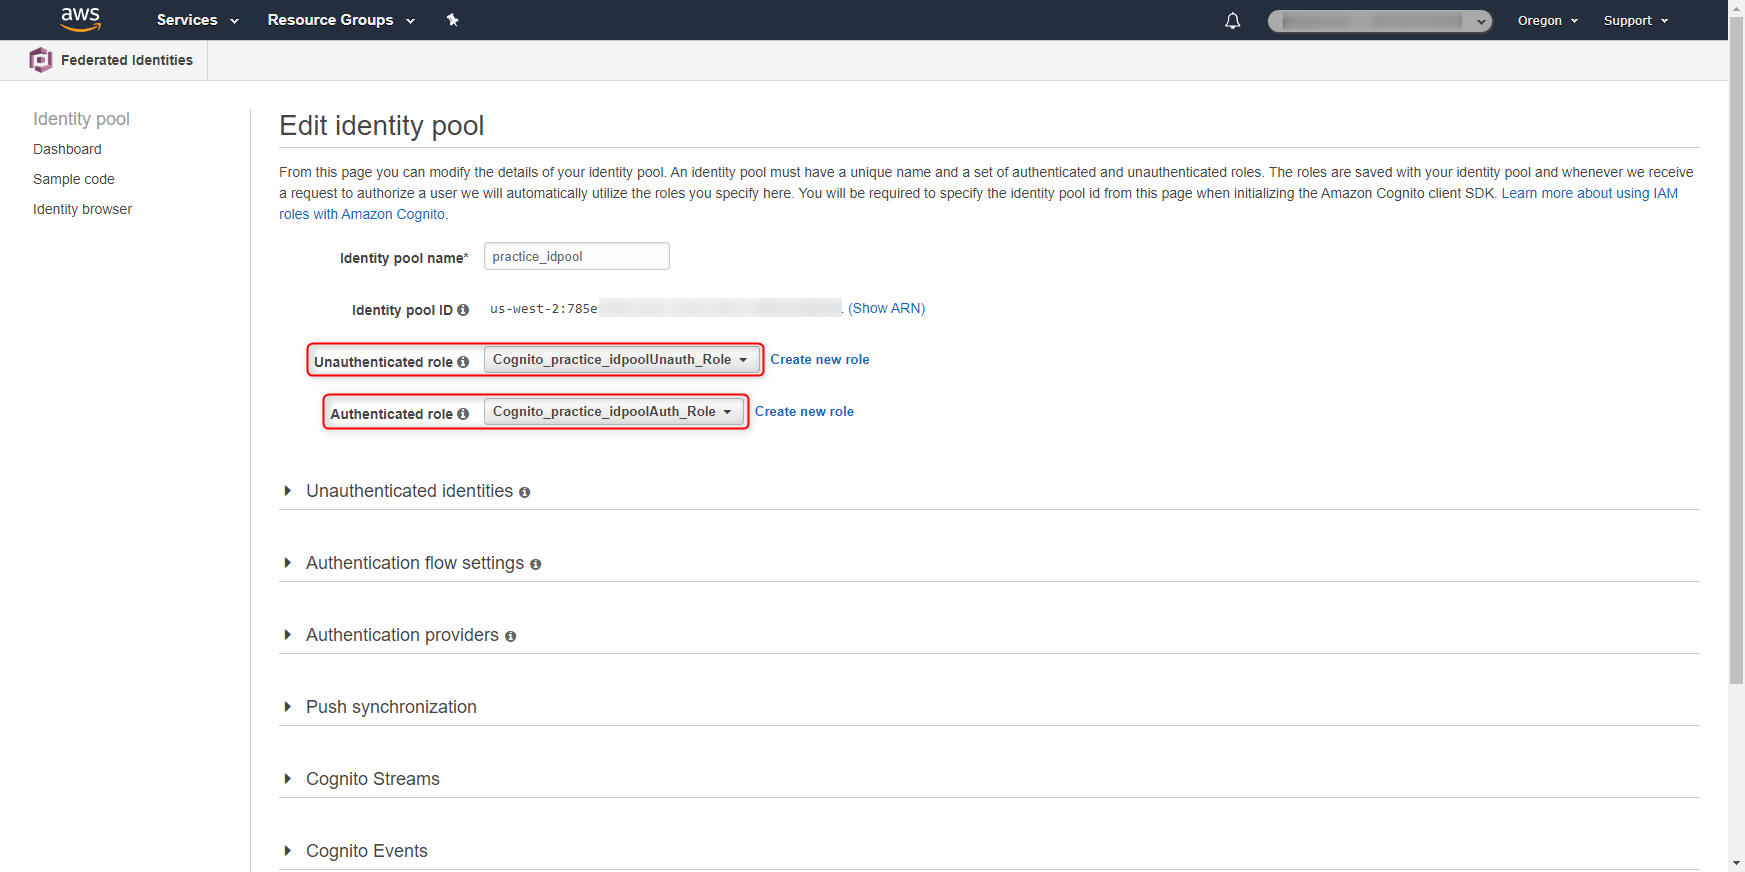 aws Services Resource Groups Oregon Support
Federated Identities
Identity pool
Dashboard
Sample code
Identity browser
Edit identity pool
From this page you can modify the details of your identity pool. An identity pool must have a unique name and a set of authenticated and unauthenticated roles. The roles are saved with your identity pool and whenever we receive
a request to authorize a user we will automatically utilize the roles you specify here. You will be required to specify the identity pool id from this page when initializing the Amazon Cognito client SDK. Learn more about using IAM
roles with Amazon Cognito.
Identity pool name* practice_idpool
Identity pool ID us-west-2:785e (Show ARN)
Unauthenticated role Cognito_practice_idpoolUnauth_Role Create new role
Authenticated role Cognito_practice_idpoolAuth_Role Create new role
Unauthenticated identities
Authentication flow settings
Authentication providers
Push synchronization
Cognito Streams
Cognito Events